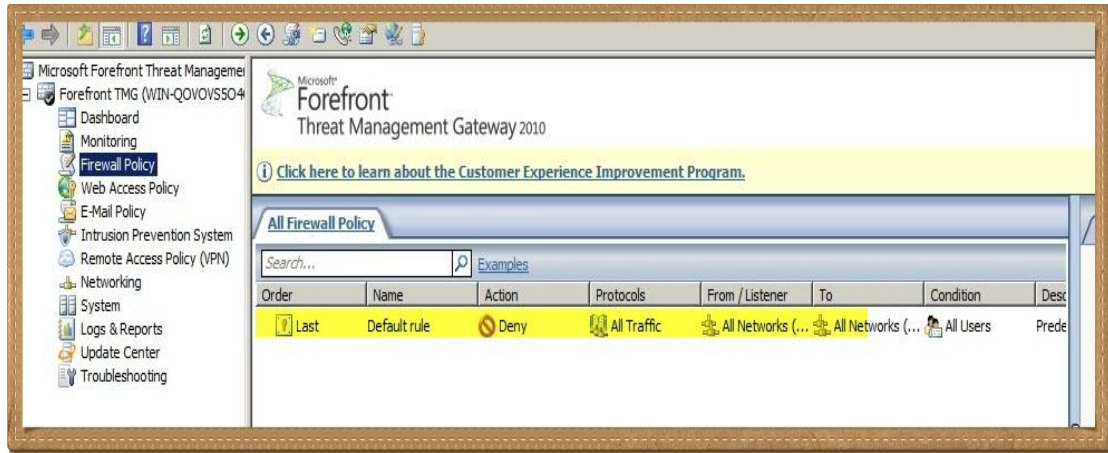 Microsoft Forefront Threat Managemer
Forefront TMG (WIN-QOVOVS5O4
Dashboard
Monitoring
Firewall Policy
Web Access Policy
E-Mail Policy
Intrusion Prevention System
Remote Access Policy (VPN)
Networking
System
Logs & Reports
Update Center
Troubleshooting
Microsoft®
Forefront
Threat Management Gateway 2010
Click here to learn about the Customer Experience Improvement Program.
All Firewall Policy
Search... Examples
Order Name Action Protocols From / Listener To Condition Desc
Last Default rule Deny All Traffic All Networks (... All Networks (... All Users Prede